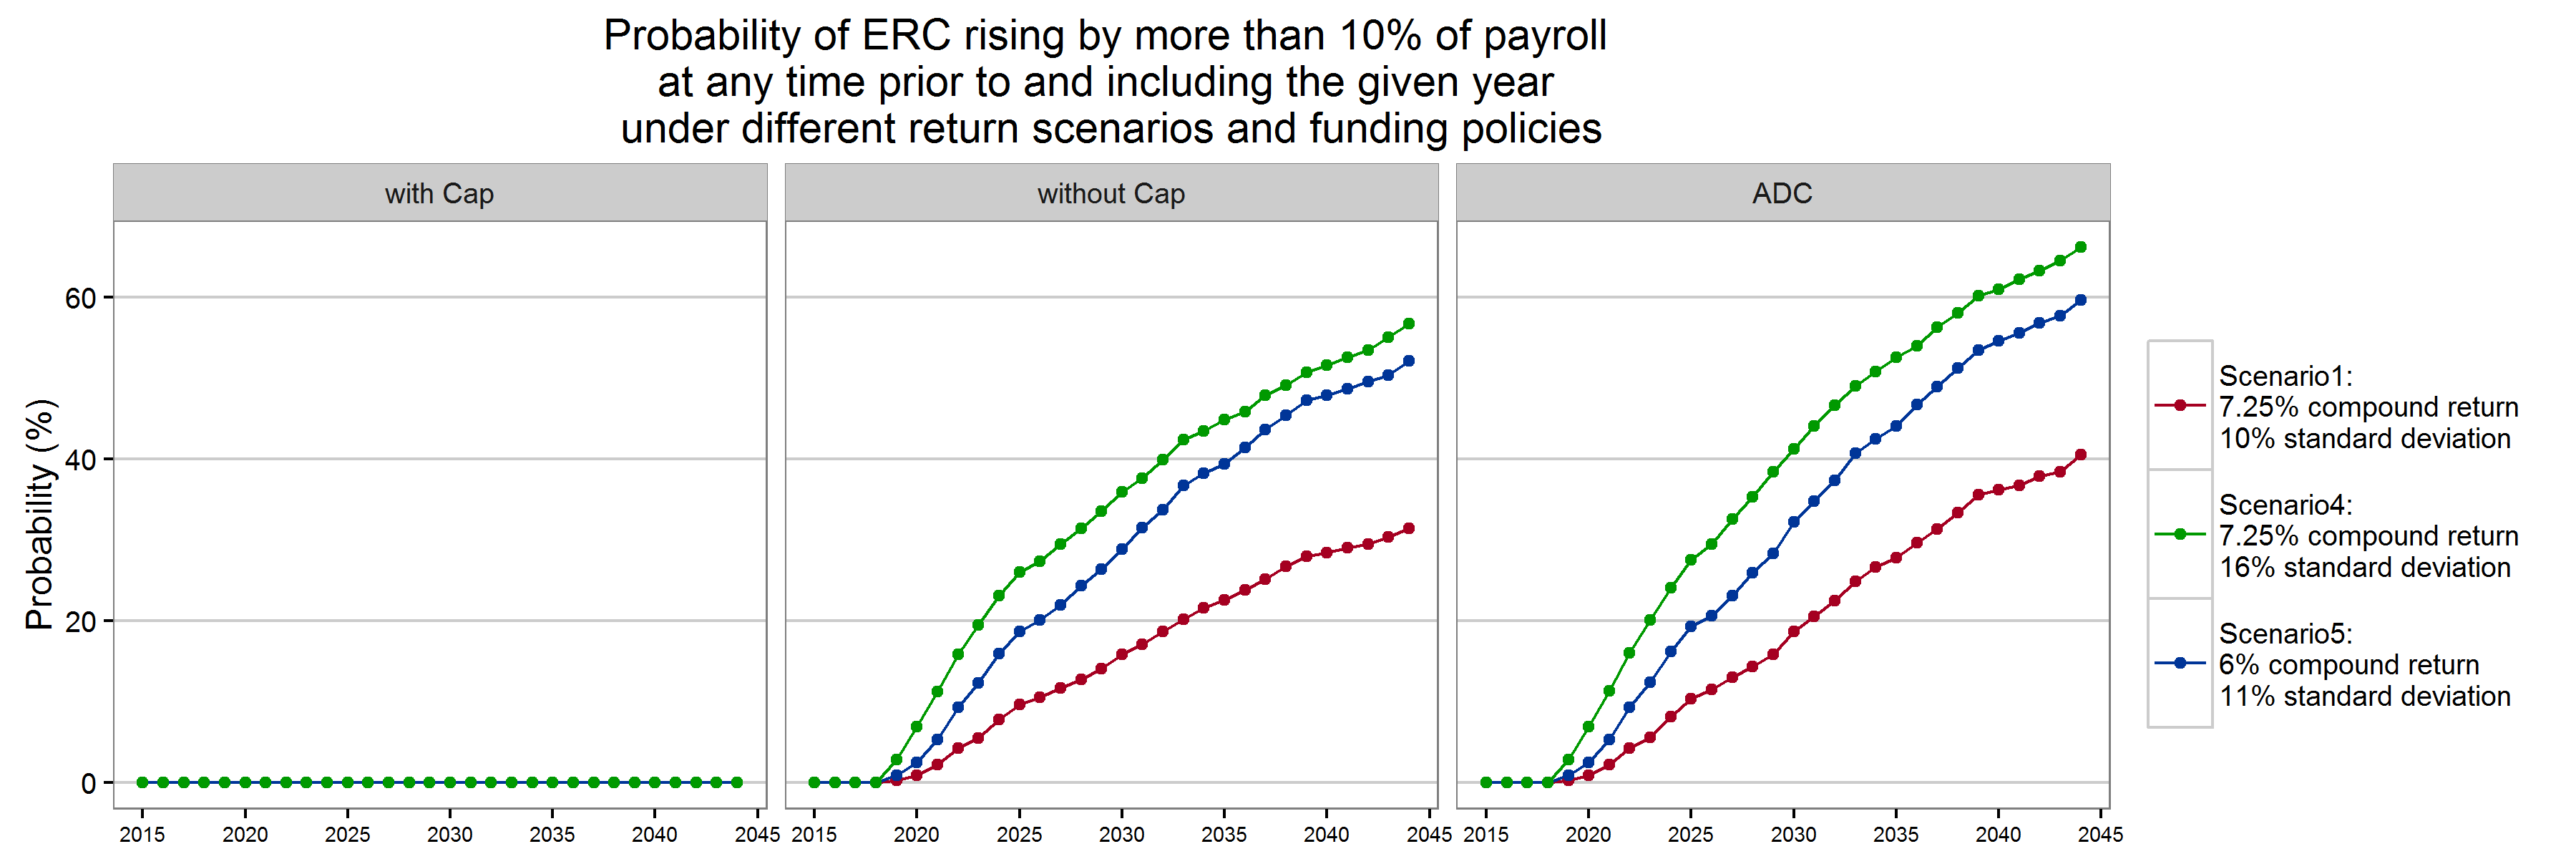 Probability of ERC rising by more than 10% of payroll
at any time prior to and including the given year
under different return scenarios and funding policies
with Cap
without Cap
ADC
Probability (%)
60
40
20
0
2015 2020 2025 2030 2035 2040 2045
2015 2020 2025 2030 2035 2040 2045
2015 2020 2025 2030 2035 2040 2045
Scenario1:
7.25% compound return
10% standard deviation
Scenario4:
7.25% compound return
16% standard deviation
Scenario5:
6% compound return
11% standard deviation